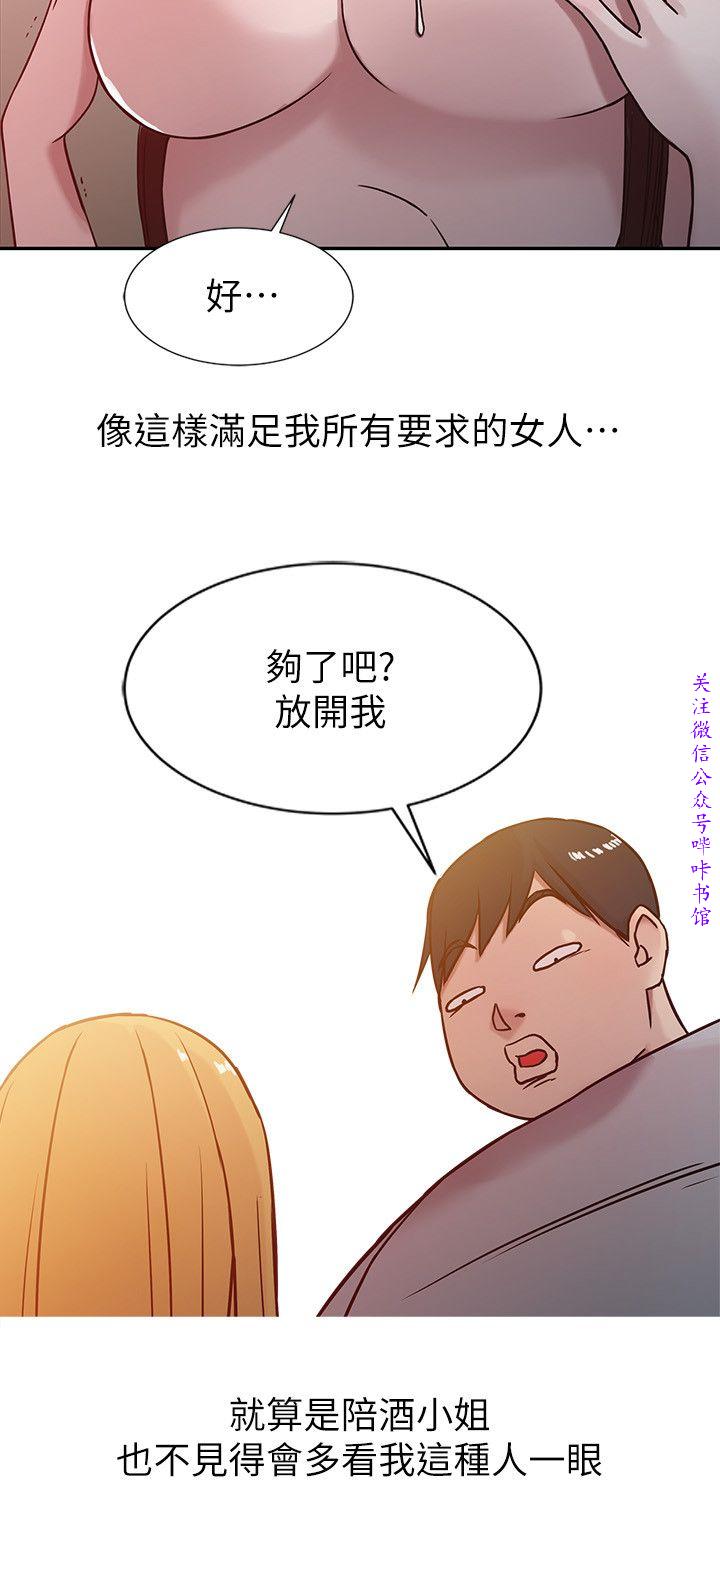 好…
像這樣滿足我所有要求的女人…
夠了吧?
放開我
关注微信公众号哔咔书馆
就算是陪酒小姐
也不見得會多看我這種人一眼